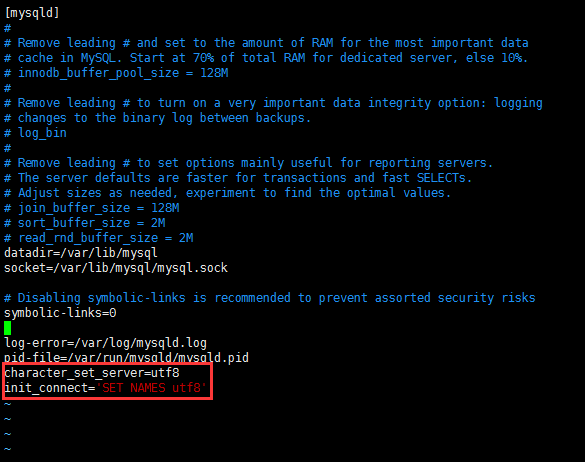 [mysqld]
#
# Remove leading # and set to the amount of RAM for the most important data
# cache in MySQL. Start at 70% of total RAM for dedicated server, else 10%.
# innodb_buffer_pool_size = 128M
#
# Remove leading # to turn on a very important data integrity option: logging
# changes to the binary log between backups.
# log_bin
#
# Remove leading # to set options mainly useful for reporting servers.
# The server defaults are faster for transactions and fast SELECTs.
# Adjust sizes as needed, experiment to find the optimal values.
# join_buffer_size = 128M
# sort_buffer_size = 2M
# read_rnd_buffer_size = 2M
datadir=/var/lib/mysql
socket=/var/lib/mysql/mysql.sock
# Disabling symbolic-links is recommended to prevent assorted security risks
symbolic-links=0
log-error=/var/log/mysqld.log
pid-file=/var/run/mysqld/mysqld.pid
character_set_server=utf8
init_connect='SET NAMES utf8'
~
~
~
~